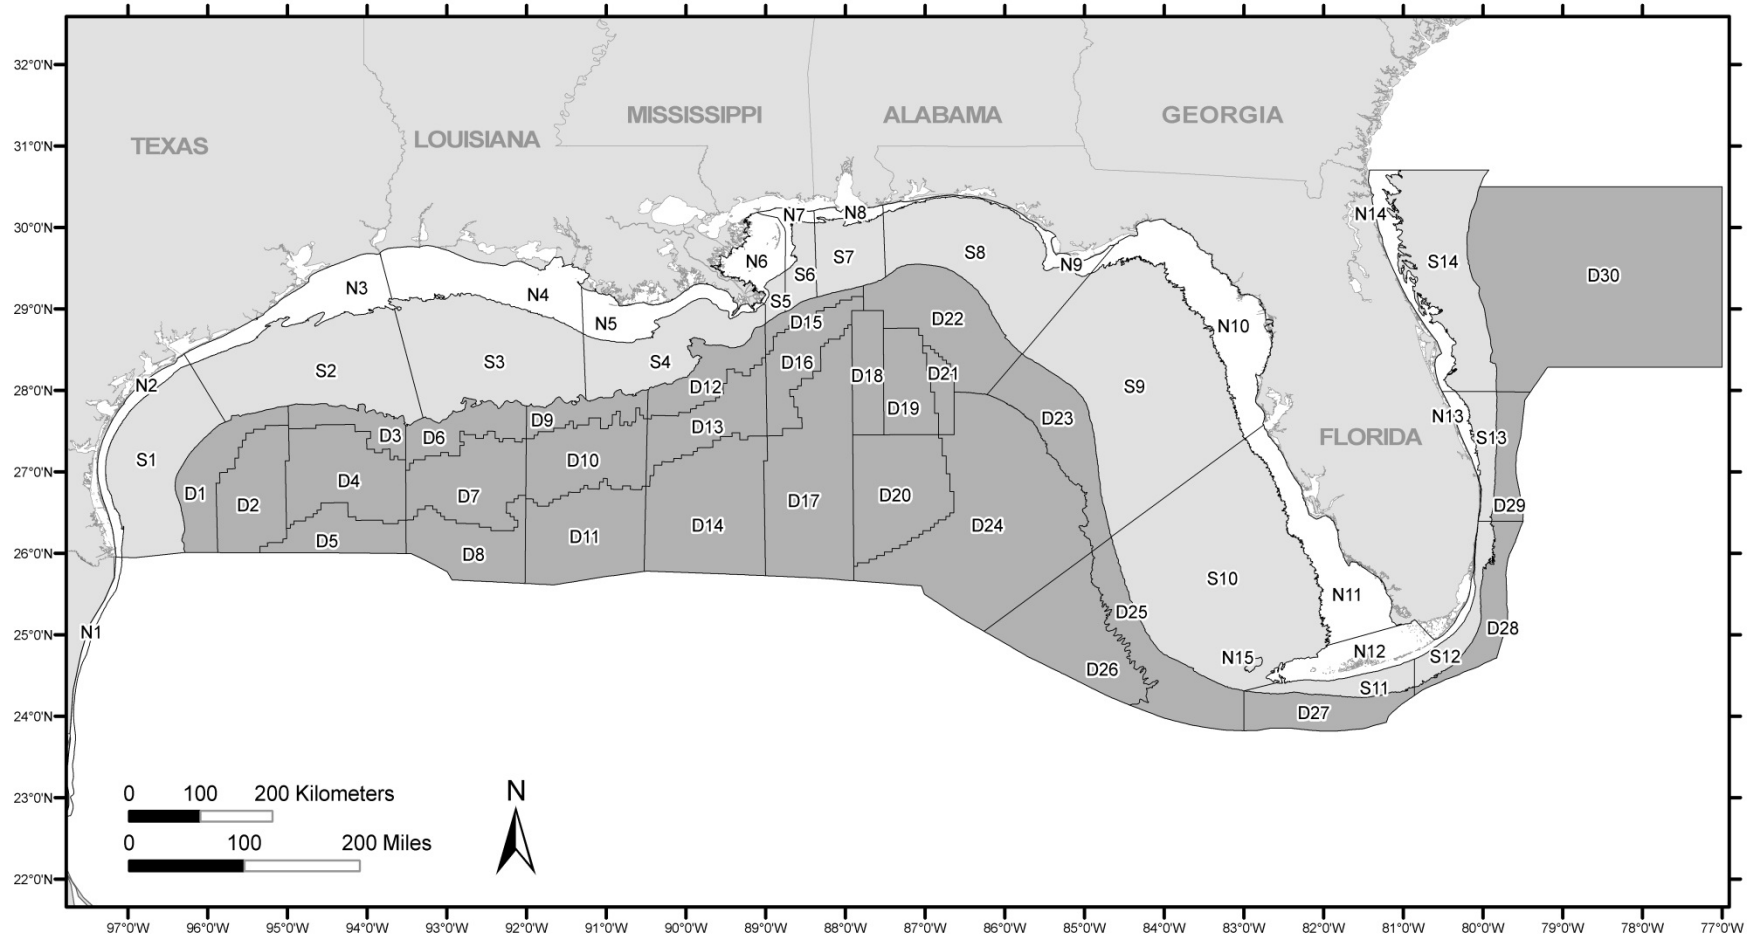 32°0'N
31°0'N
30°0'N
29°0'N
28°0'N
27°0'N
26°0'N
25°0'N
24°0'N
23°0'N
22°0'N
TEXAS
LOUISIANA
MISSISSIPPI
ALABAMA
GEORGIA
FLORIDA
N7
N8
N14
N6
S7
S8
N9
S14
D30
S6
N3
N4
S5
N5
D15
D22
N10
S2
S3
S4
D16
D18
D21
N2
D12
S9
D9
D19
D23
N13
D3
D6
D13
S13
S1
D10
D1
D2
D4
D7
D17
D20
D29
D24
D5
D8
D11
D14
S10
N11
D25
N1
D28
N15
N12
S12
D26
S11
D27
0 100 200 Kilometers
0 100 200 Miles
N
97°0'W 96°0'W 95°0'W 94°0'W 93°0'W 92°0'W 91°0'W 90°0'W 89°0'W 88°0'W 87°0'W 86°0'W 85°0'W 84°0'W 83°0'W 82°0'W 81°0'W 80°0'W 79°0'W 78°0'W 77°0'W